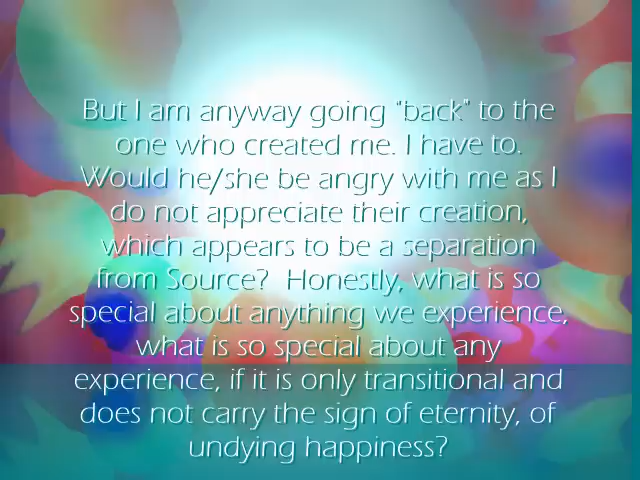 But I am anyway going "back" to the
one who created me. I have to.
Would he/she be angry with me as I
do not appreciate their creation,
which appears to be a separation
from Source?  Honestly, what is so
special about anything we experience,
what is so special about any
experience, if it is only transitional and
does not carry the sign of eternity, of
undying happiness?